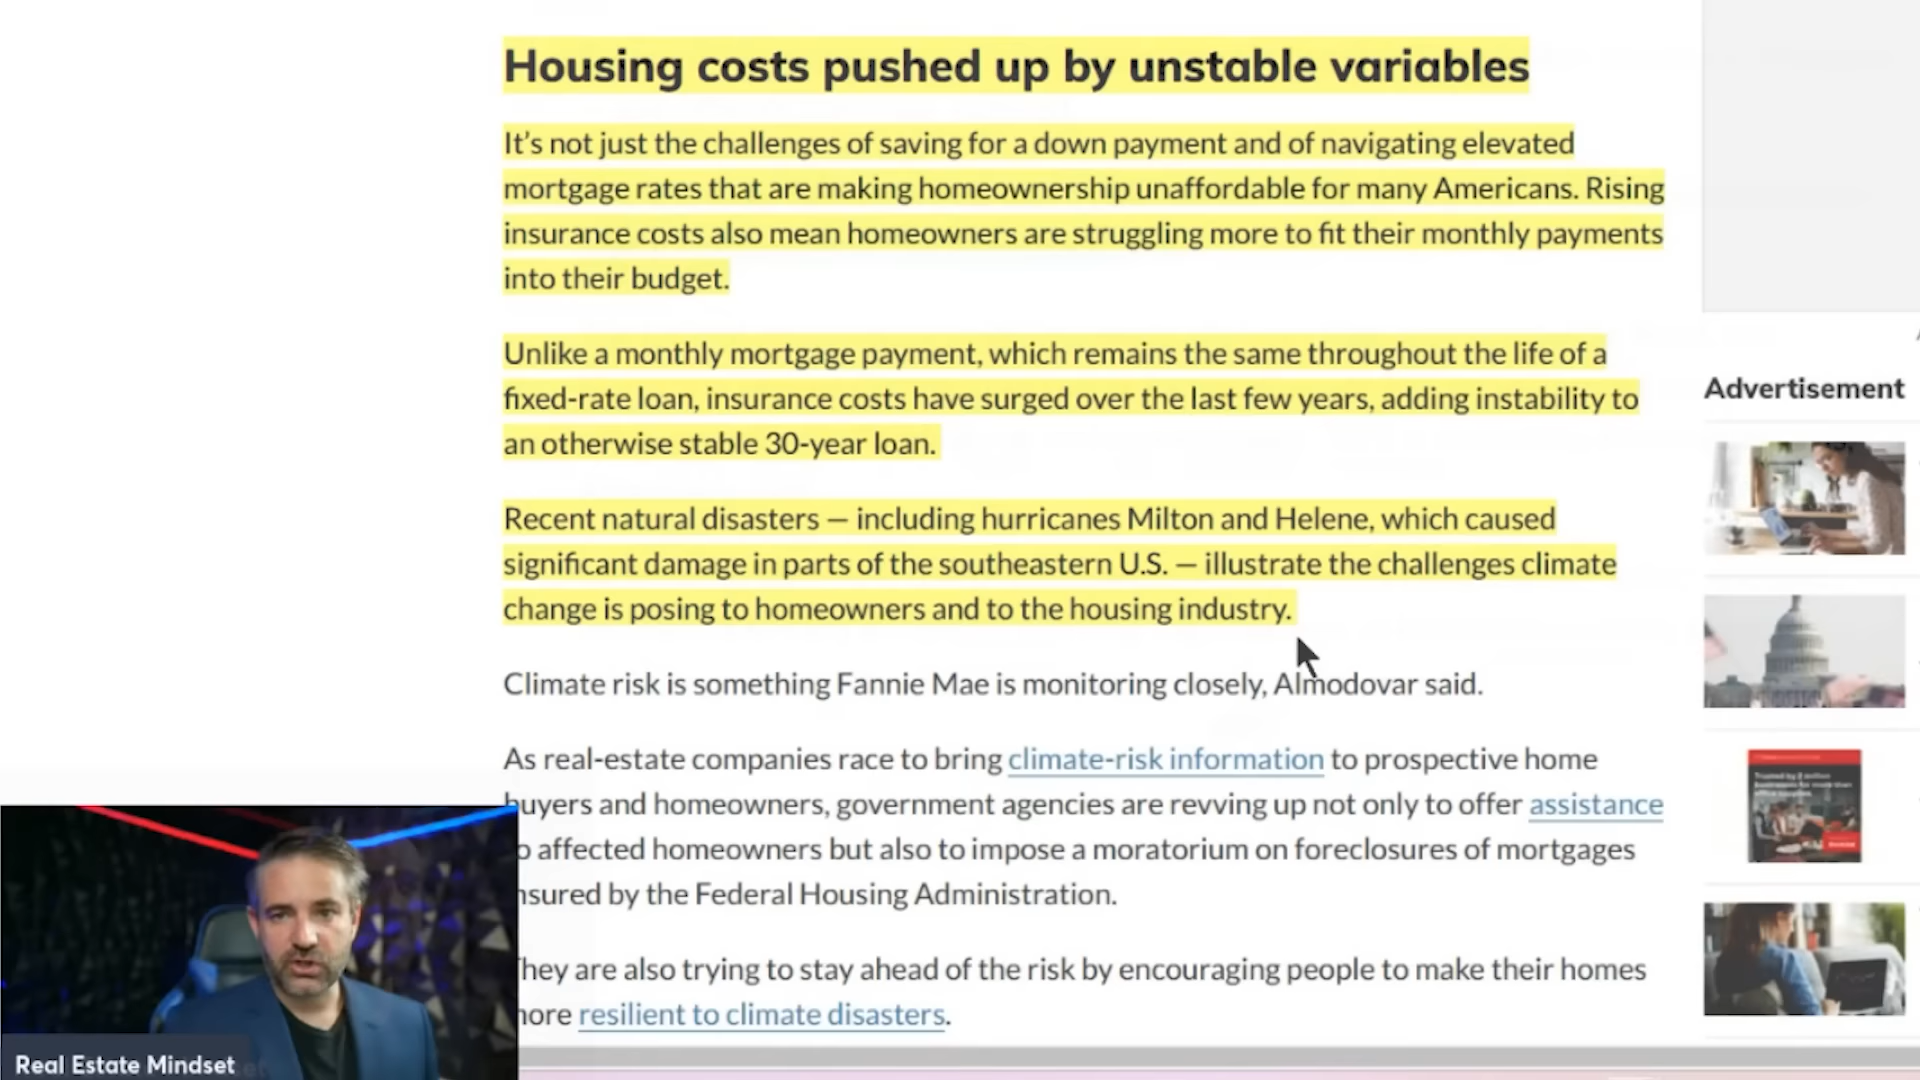 Housing costs pushed up by unstable variables
It's not just the challenges of saving for a down payment and of navigating elevated
mortgage rates that are making homeownership unaffordable for many Americans. Rising
insurance costs also mean homeowners are struggling more to fit their monthly payments
into their budget.
Unlike a monthly mortgage payment, which remains the same throughout the life of a
fixed-rate loan, insurance costs have surged over the last few years, adding instability to
an otherwise stable 30-year loan.
Recent natural disasters — including hurricanes Milton and Helene, which caused
significant damage in parts of the southeastern U.S. — illustrate the challenges climate
change is posing to homeowners and to the housing industry.
Climate risk is something Fannie Mae is monitoring closely, Almodovar said.
As real-estate companies race to bring climate-risk information to prospective home
buyers and homeowners, government agencies are revving up not only to offer assistance
o affected homeowners but also to impose a moratorium on foreclosures of mortgages
nsured by the Federal Housing Administration.
They are also trying to stay ahead of the risk by encouraging people to make their homes
more resilient to climate disasters.
Advertisement
Real Estate Mindset